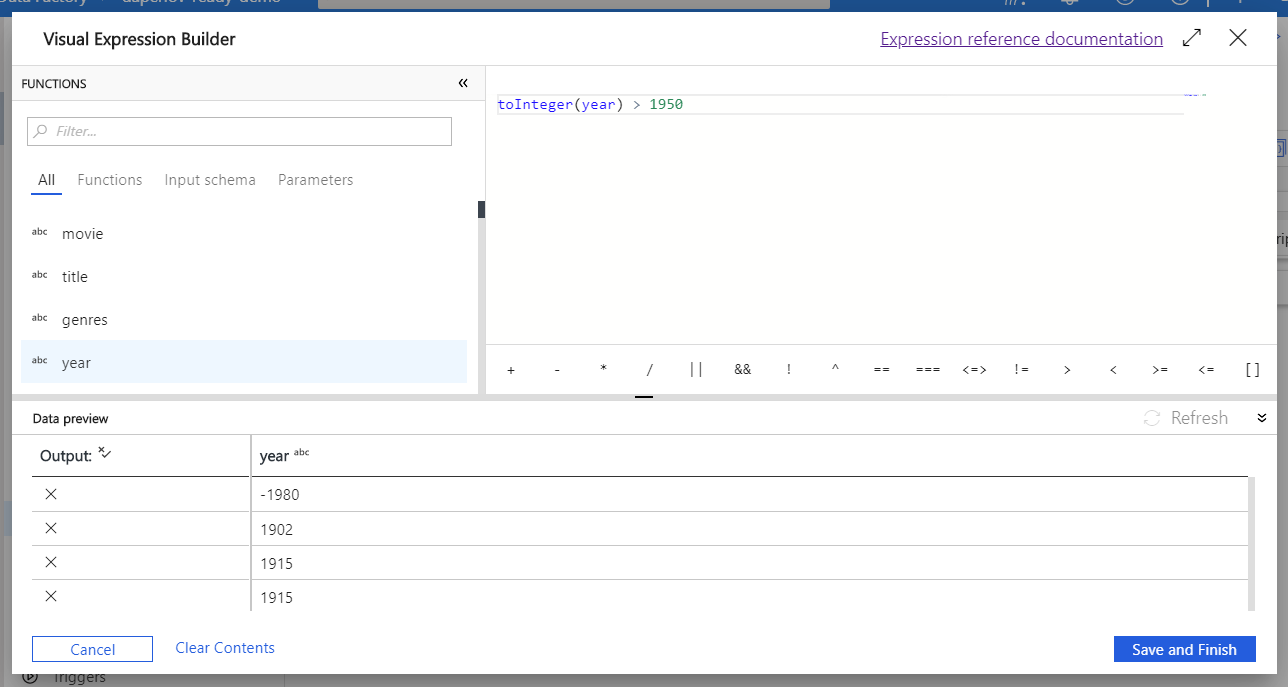 Visual Expression Builder
Expression reference documentation
FUNCTIONS
«
Filter...
All Functions Input schema Parameters
abc movie
abc title
abc genres
abc year
toInteger(year) > 1950
+ - * / || && ! ^ == === <=> != > < >= <= []
Data preview
Refresh
Output:
year abc
-1980
1902
1915
1915
Cancel
Clear Contents
Save and Finish
Triggers